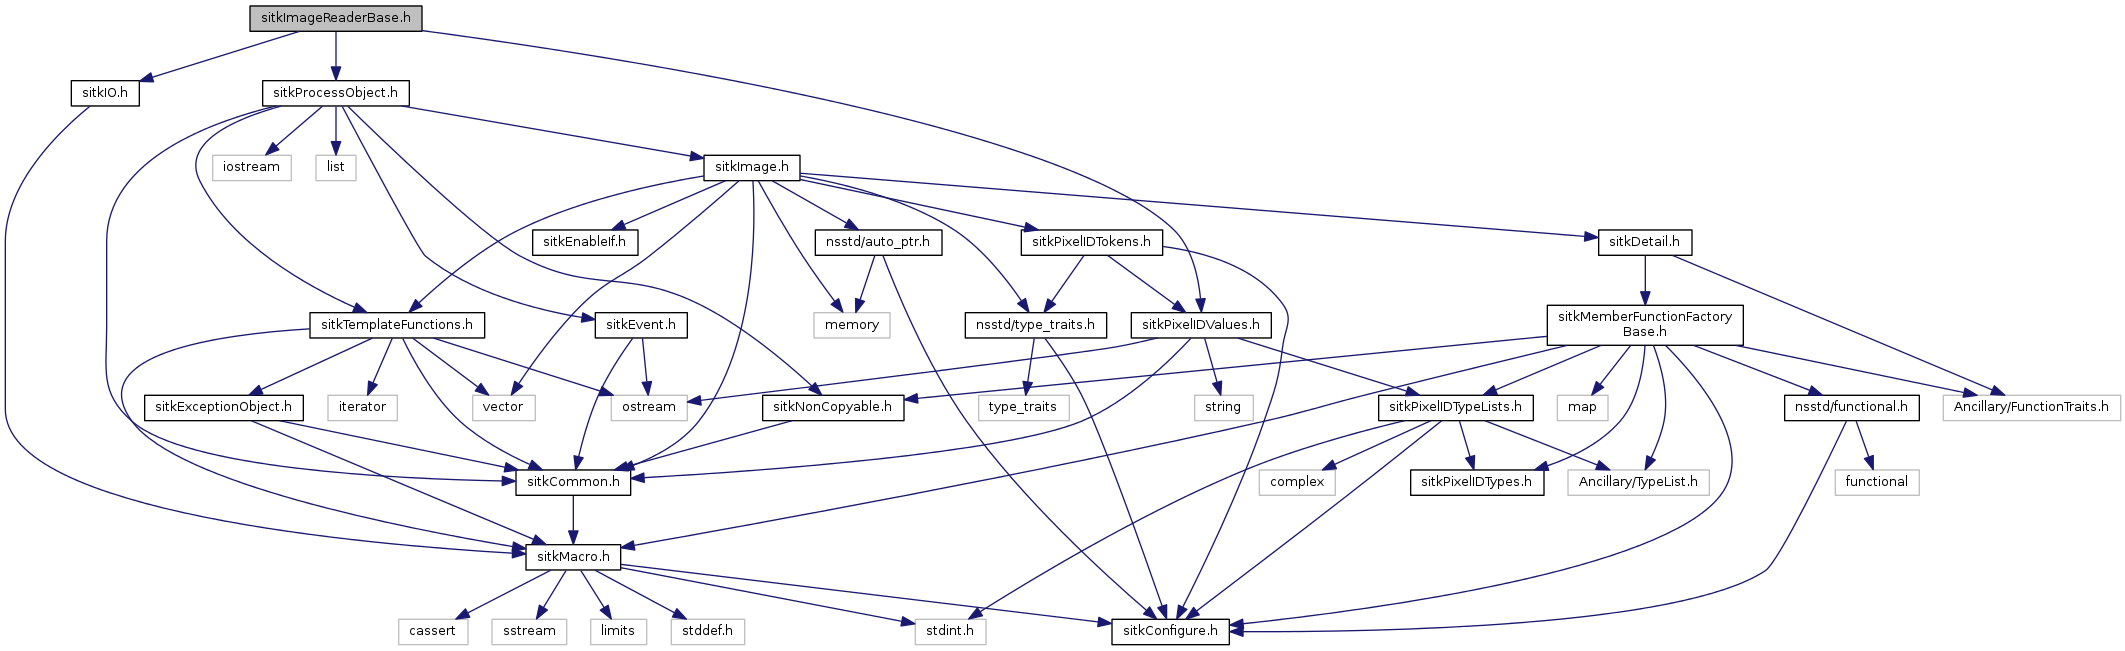 sitkImageReaderBase.h
sitkIO.h
sitkProcessObject.h
iostream
list
sitkImage.h
sitkEnableIf.h
nsstd/auto_ptr.h
sitkPixelIDTokens.h
sitkDetail.h
sitkTemplateFunctions.h
sitkEvent.h
memory
nsstd/type_traits.h
sitkPixelIDValues.h
sitkMemberFunctionFactory
Base.h
sitkExceptionObject.h
iterator
vector
ostream
sitkNonCopyable.h
type_traits
string
sitkPixelIDTypeLists.h
map
nsstd/functional.h
Ancillary/FunctionTraits.h
sitkCommon.h
complex
sitkPixelIDTypes.h
Ancillary/TypeList.h
functional
sitkMacro.h
cassert
sstream
limits
stddef.h
stdint.h
sitkConfigure.h